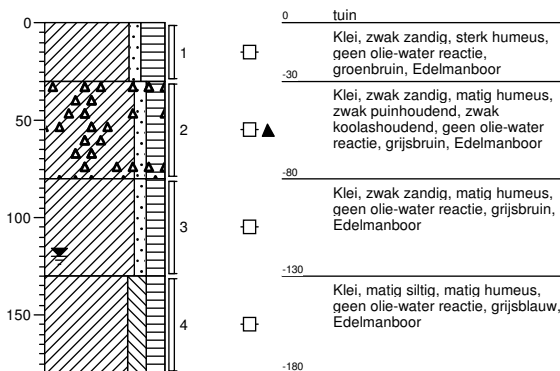 0
0 tuin
Klei, zwak zandig, sterk humeus,
geen olie-water reactie,
groenbruin, Edelmanboor
1
-30
Klei, zwak zandig, matig humeus,
zwak puinhoudend, zwak
koolashoudend, geen olie-water
reactie, grijsbruin, Edelmanboor
50
2
-80
Klei, zwak zandig, matig humeus,
geen olie-water reactie, grijsbruin,
Edelmanboor
100
3
-130
Klei, matig siltig, matig humeus,
geen olie-water reactie, grijsblauw,
Edelmanboor
150
4
-180